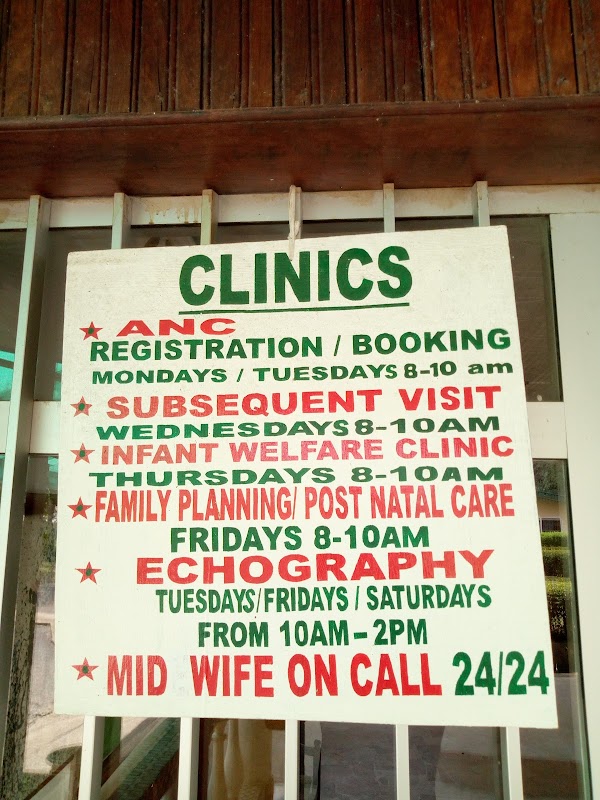 CLINICS
ANC
REGISTRATION / BOOKING
MONDAYS / TUESDAYS 8-10 am
SUBSEQUENT VISIT
WEDNESDAYS 8-10AM
INFANT WELFARE CLINIC
THURSDAYS 8-10AM
FAMILY PLANNING/ POST NATAL CARE
FRIDAYS 8-10AM
ECHOGRAPHY
TUESDAYS/FRIDAYS / SATURDAYS
FROM 10AM – 2PM
MID WIFE ON CALL 24/24